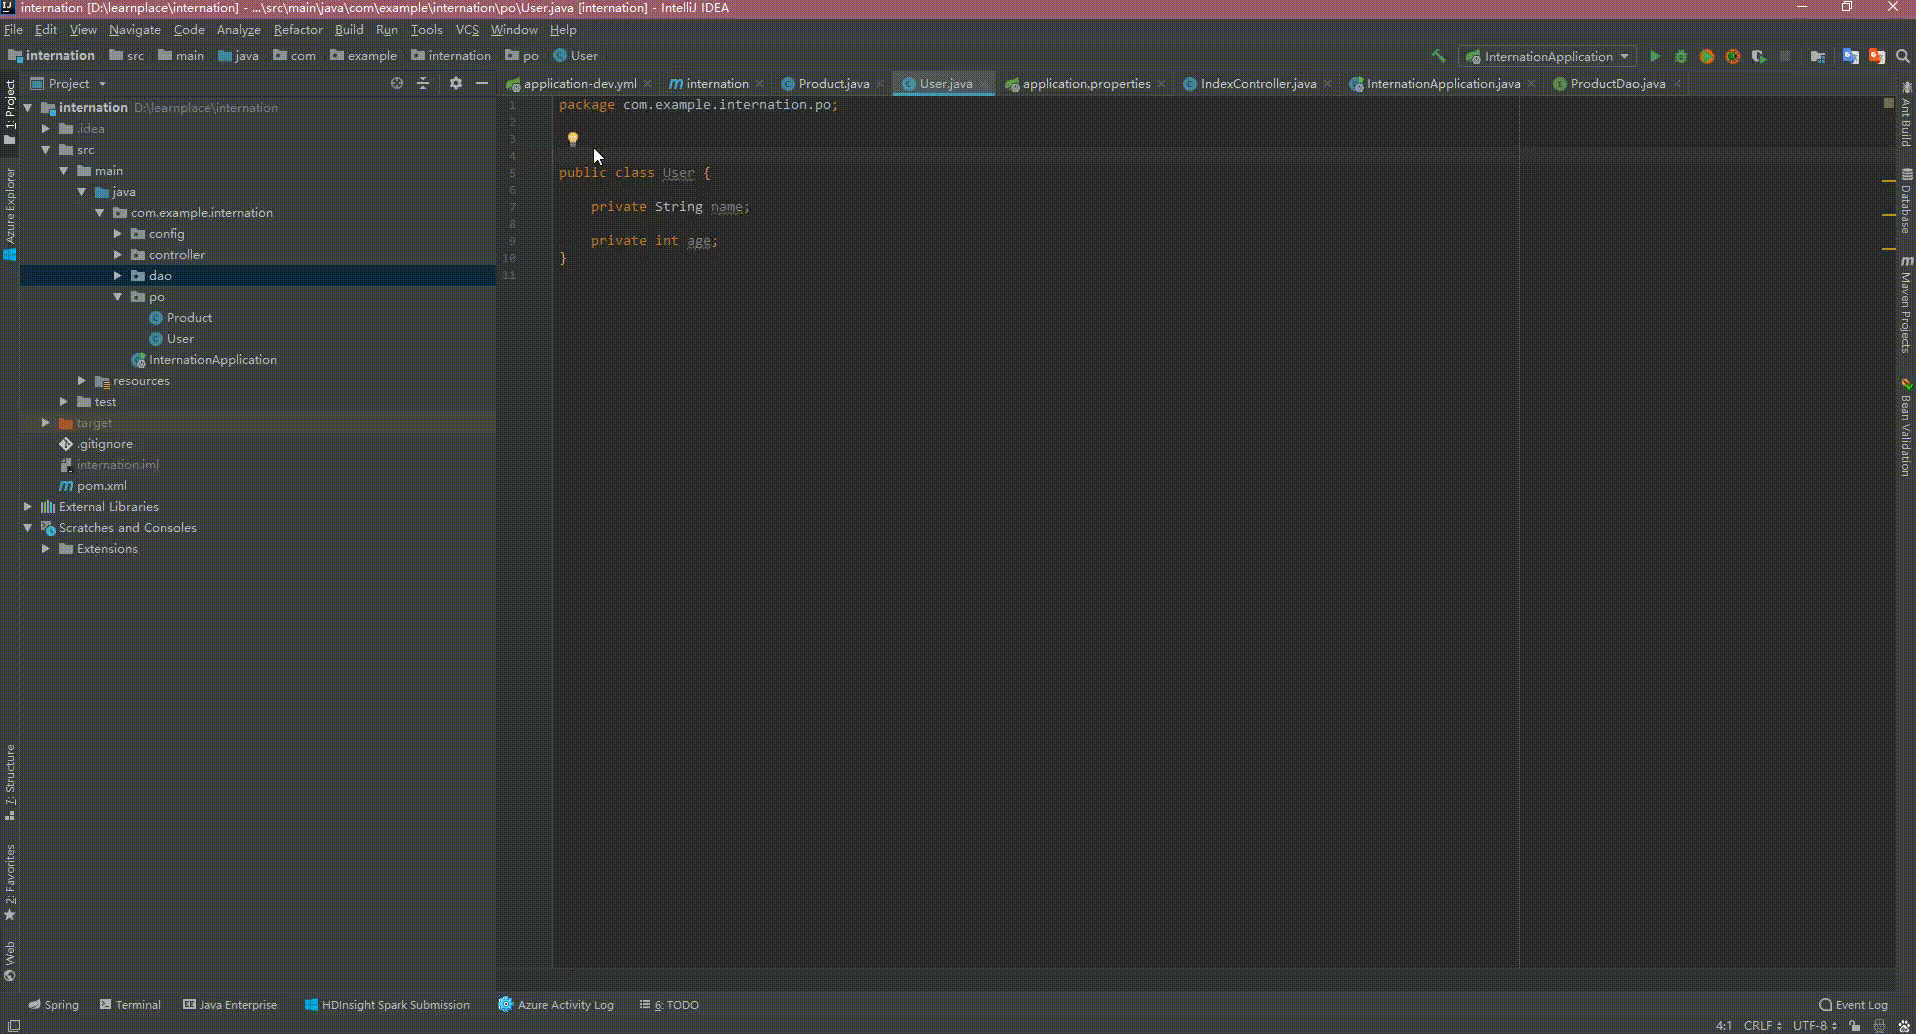 internation [D:\learnplace\internation] - ...\src\main\java\com\example\internation\po\User.java [internation] - IntelliJ IDEA
File Edit View Navigate Code Analyze Refactor Build Run Tools VCS Window Help
internation src main java com example internation po User
InternationApplication
Project
application-dev.yml internation Product.java User.java application.properties IndexController.java InternationApplication.java ProductDao.java
internation D:\learnplace\internation
.idea
src
main
java
com.example.internation
config
controller
dao
po
Product
User
InternationApplication
resources
test
target
.gitignore
internation.iml
pom.xml
External Libraries
Scratches and Consoles
Extensions
1 package com.example.internation.po;
2
3
4
5 public class User {
6
7 private String name;
8
9 private int age;
10 }
11
1: Project
Azure Explorer
7: Structure
2: Favorites
Web
Ant Build
Database
Maven Projects
Bean Validation
Spring Terminal Java Enterprise HDInsight Spark Submission Azure Activity Log 6: TODO Event Log
4:1 CRLF UTF-8